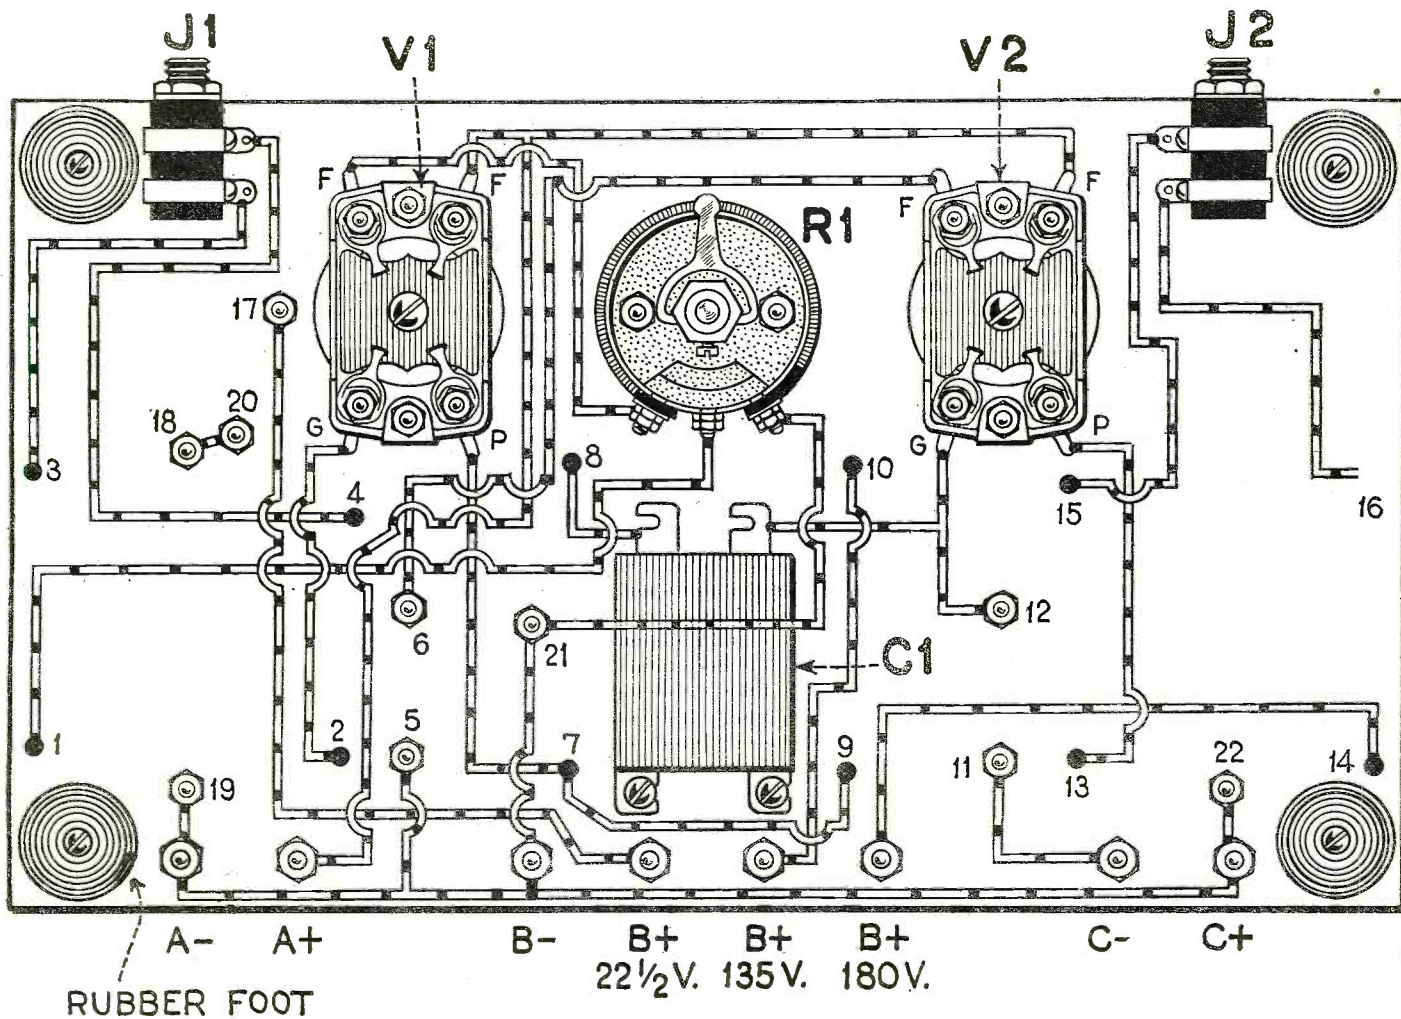 J1
J2
V1
V2
F
F
F
F
R1
17
18
20
G
P
G
P
3
8
10
4
15
16
6
21
12
C1
1
2
5
7
9
11
13
22
14
19
A- A+ B- B+ B+ B+ C- C+
22½V. 135V. 180V.
RUBBER FOOT